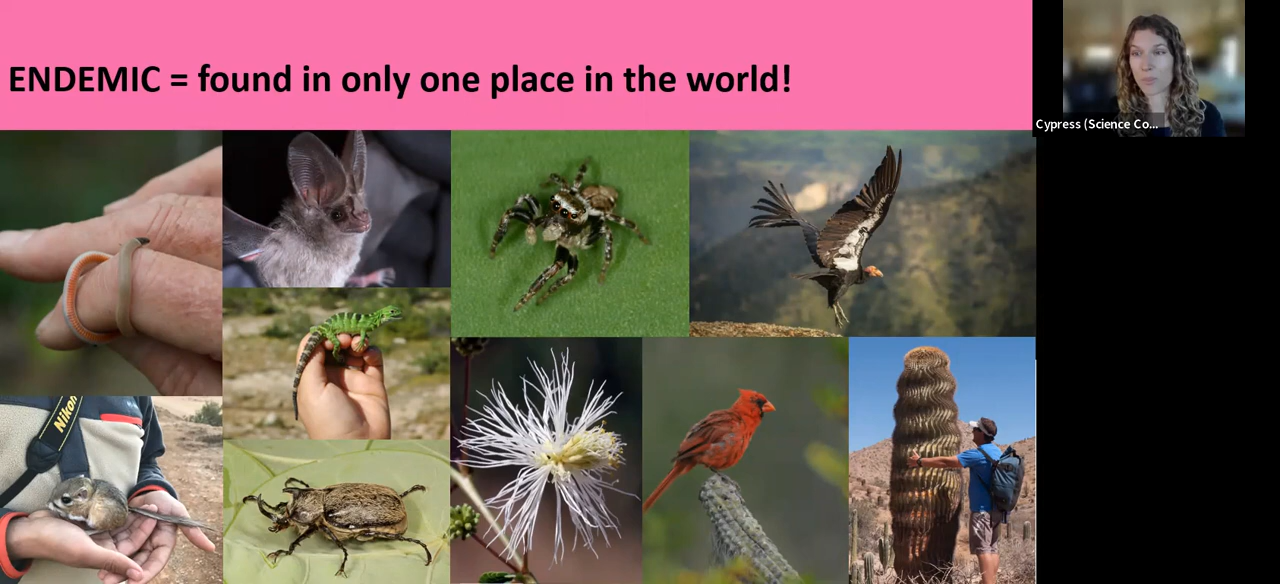 ENDEMIC = found in only one place in the world!
Cypress (Science Co...
Nikon